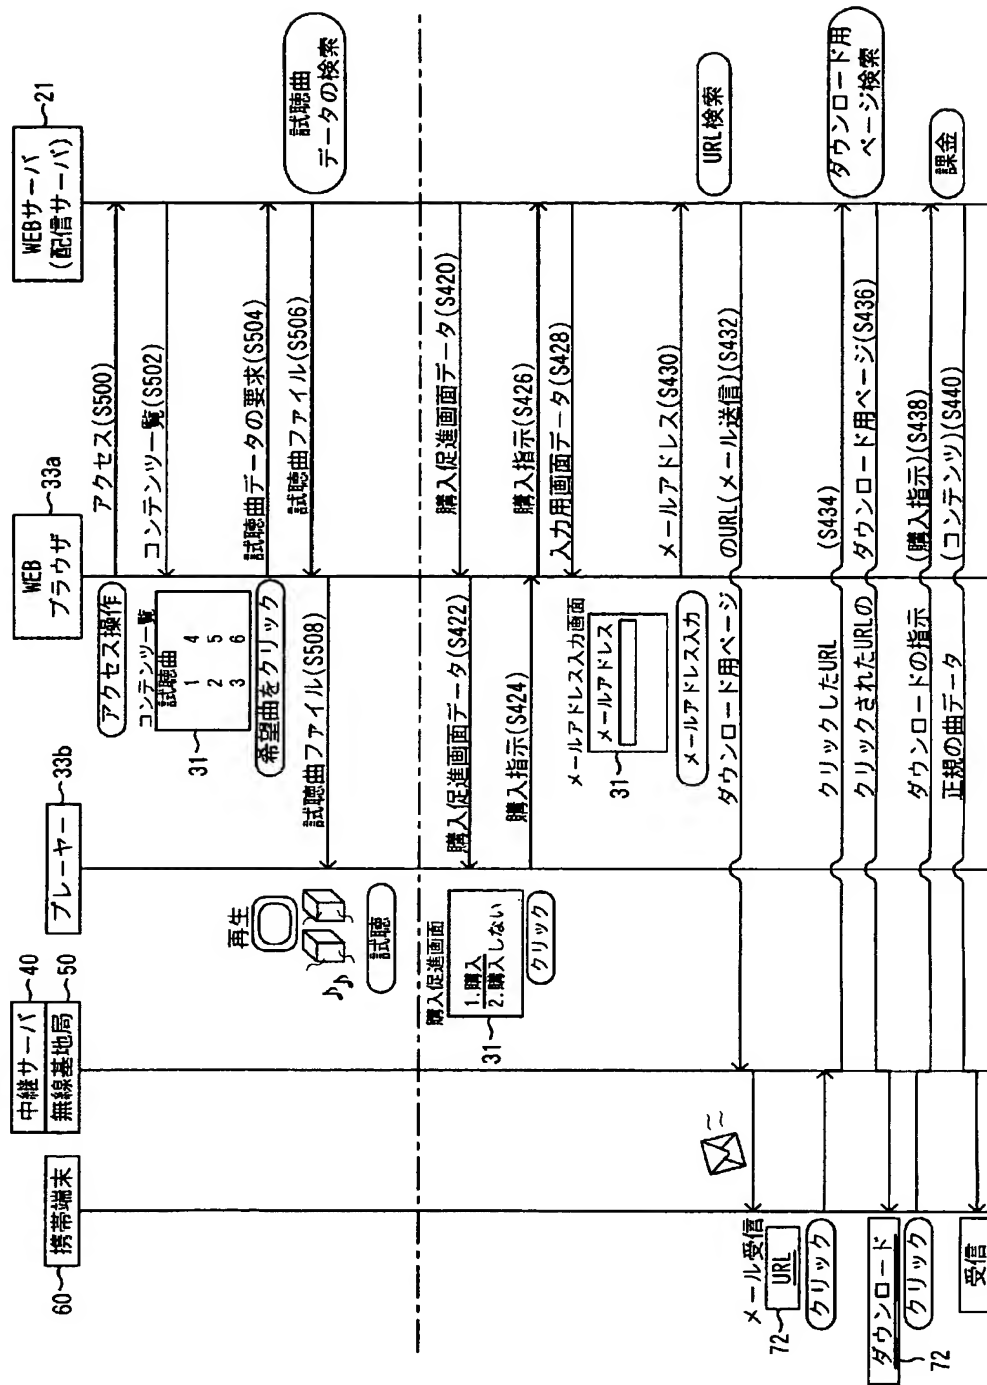 60
携帯端末
中継サーバ
40
無線基地局
50
プレーヤー
33b
WEB
ブラウザ
33a
WEBサーバ
(配信サーバ)
21
アクセス操作
アクセス(S500)
コンテンツ一覧(S502)
コンテンツ一覧
試聴曲
1 4
2 5
3 6
31
希望曲をクリック
試聴曲データの要求(S504)
試聴曲
データの検索
試聴曲ファイル(S506)
試聴曲ファイル(S508)
再生
試聴
購入促進画面データ(S420)
購入促進画面データ(S422)
購入促進画面
1.購入
2.購入しない
31
クリック
購入指示(S424)
購入指示(S426)
入力用画面データ(S428)
メールアドレス入力画面
メールアドレス
31
メールアドレス入力
メールアドレス(S430)
URL検索
ダウンロード用ページのURL(メール送信)(S432)
メール受信
URL
72
クリック
クリックしたURL (S434)
ダウンロード用
ページ検索
クリックされたURLのダウンロード用ページ(S436)
ダウンロード
72
クリック
ダウンロードの指示 (購入指示)(S438)
課金
正規の曲データ (コンテンツ)(S440)
受信